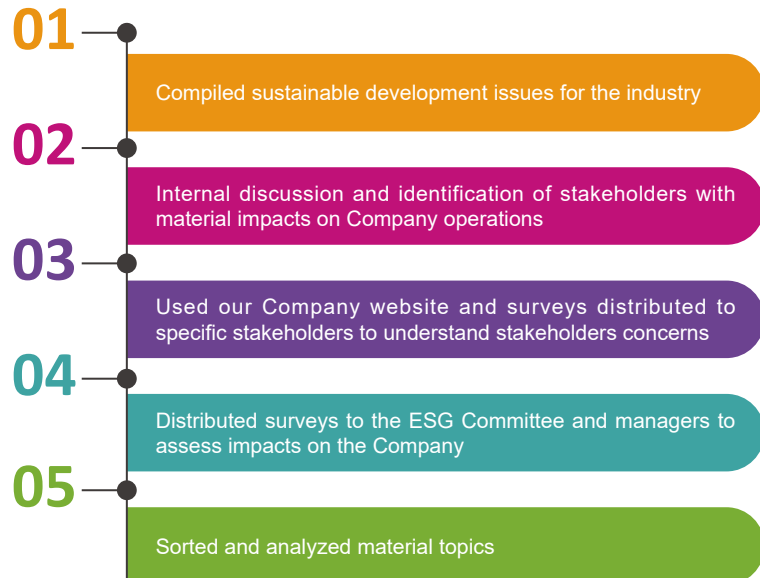 01
Compiled sustainable development issues for the industry
02
Internal discussion and identification of stakeholders with
material impacts on Company operations
03
Used our Company website and surveys distributed to
specific stakeholders to understand stakeholders concerns
04
Distributed surveys to the ESG Committee and managers to
assess impacts on the Company
05
Sorted and analyzed material topics